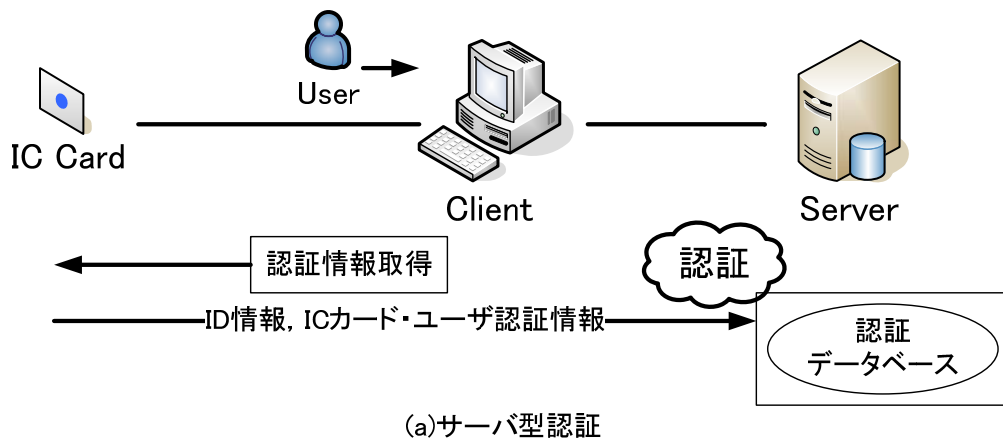 User
IC Card
Client
Server
認証情報取得
認証
ID情報, ICカード・ユーザ認証情報
認証
データベース
(a)サーバ型認証